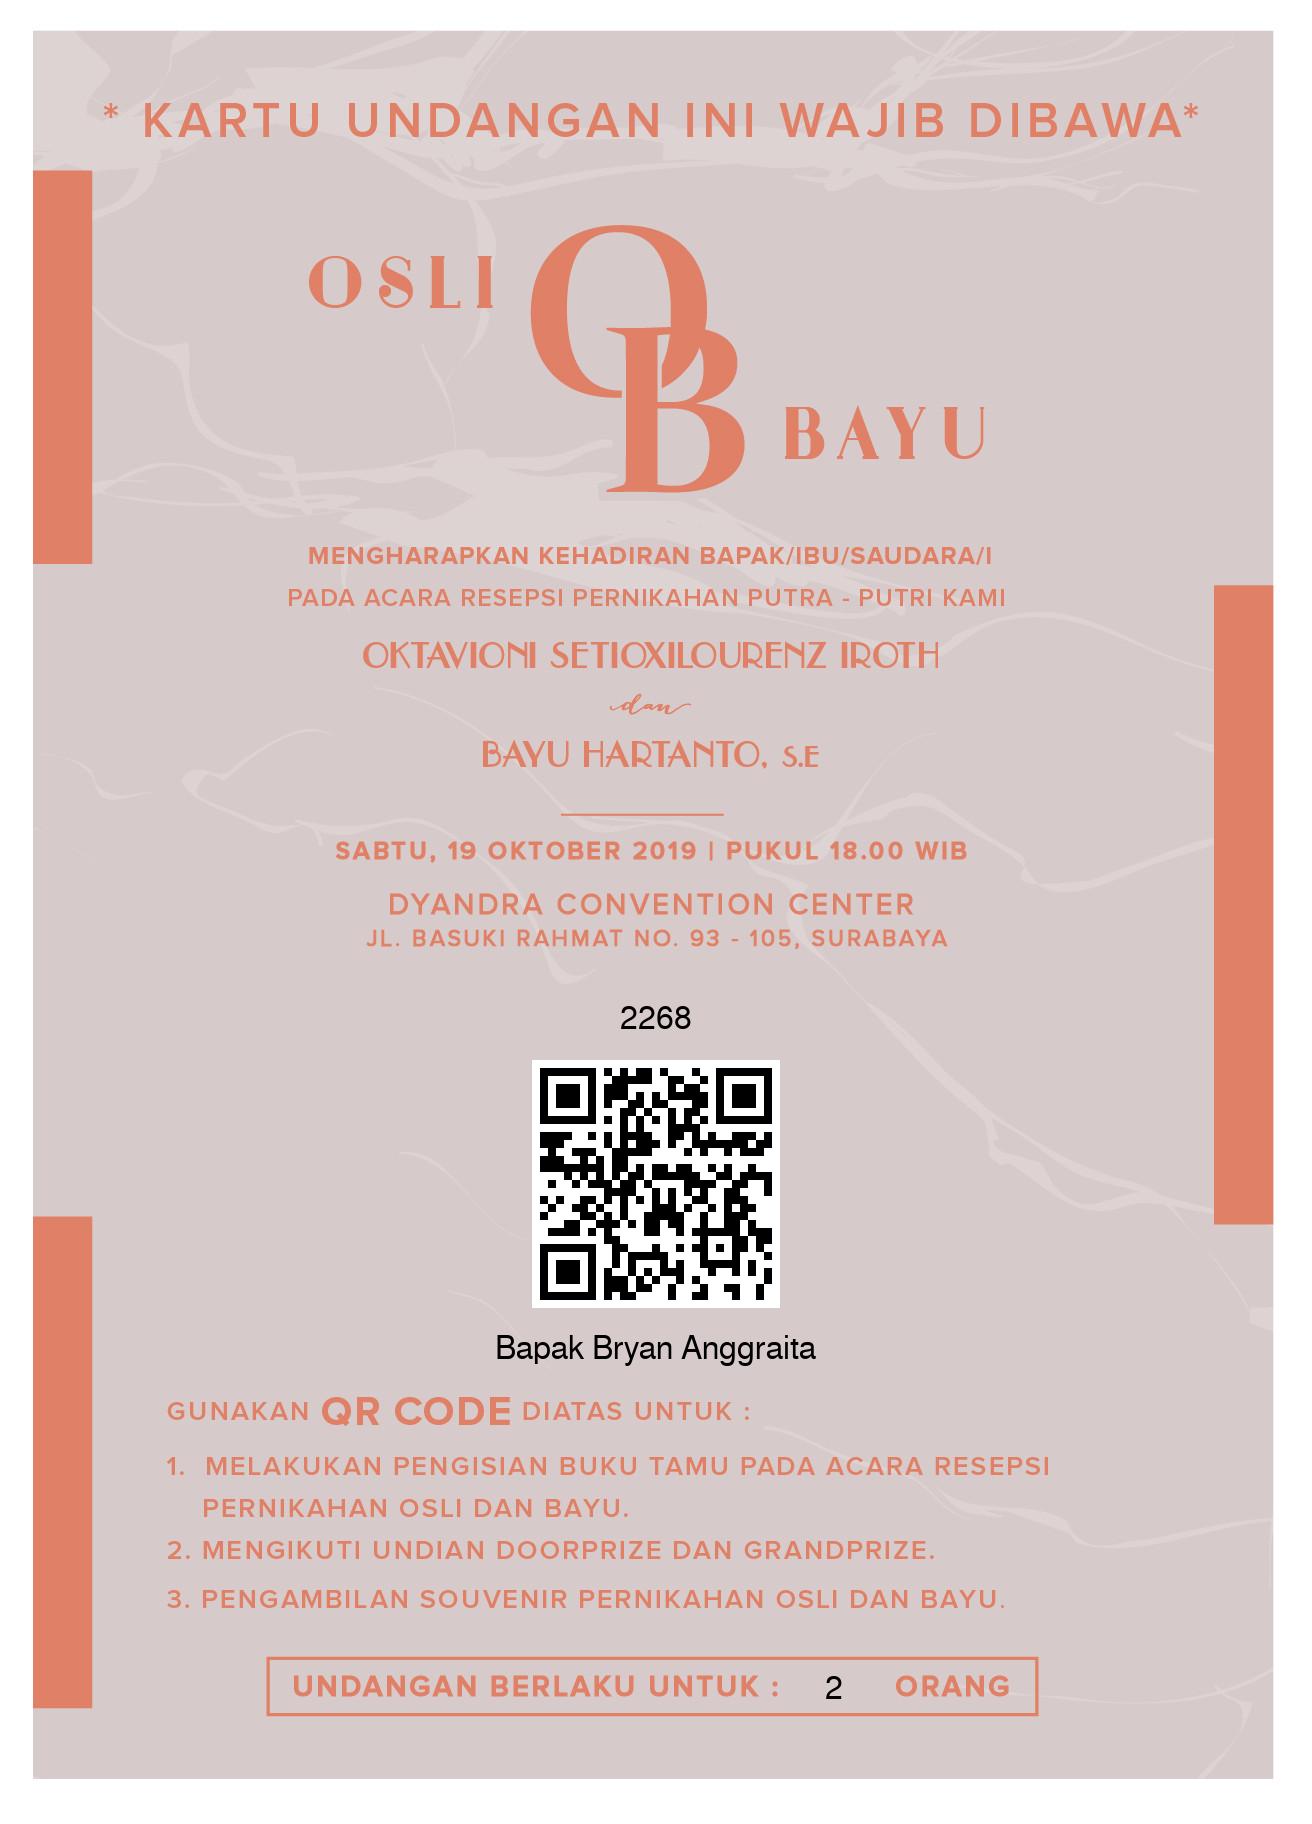 * KARTU UNDANGAN INI WAJIB DIBAWA*
OSLI
OB
BAYU
MENGHARAPKAN KEHADIRAN BAPAK/IBU/SAUDARA/I
PADA ACARA RESEPSI PERNIKAHAN PUTRA - PUTRI KAMI
OKTAVIONI SETIOXILOURENZ IROTH
dan
BAYU HARTANTO, S.E
SABTU, 19 OKTOBER 2019 | PUKUL 18.00 WIB
DYANDRA CONVENTION CENTER
JL. BASUKI RAHMAT NO. 93 - 105, SURABAYA
2268
Bapak Bryan Anggraita
GUNAKAN QR CODE DIATAS UNTUK :
1. MELAKUKAN PENGISIAN BUKU TAMU PADA ACARA RESEPSI
PERNIKAHAN OSLI DAN BAYU.
2. MENGIKUTI UNDIAN DOORPRIZE DAN GRANDPRIZE.
3. PENGAMBILAN SOUVENIR PERNIKAHAN OSLI DAN BAYU.
UNDANGAN BERLAKU UNTUK : 2 ORANG